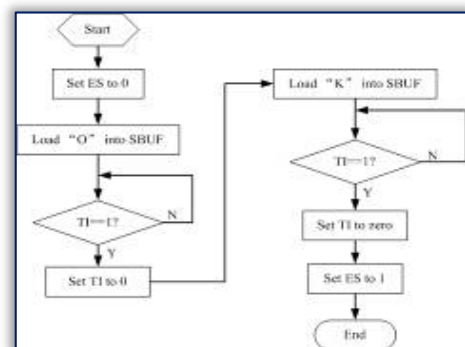 Start
Set ES to 0
Load “O” into SBUF
TI==1?
N
Y
Set TI to 0
Load “K” into SBUF
TI==1?
N
Y
Set TI to zero
Set ES to 1
End